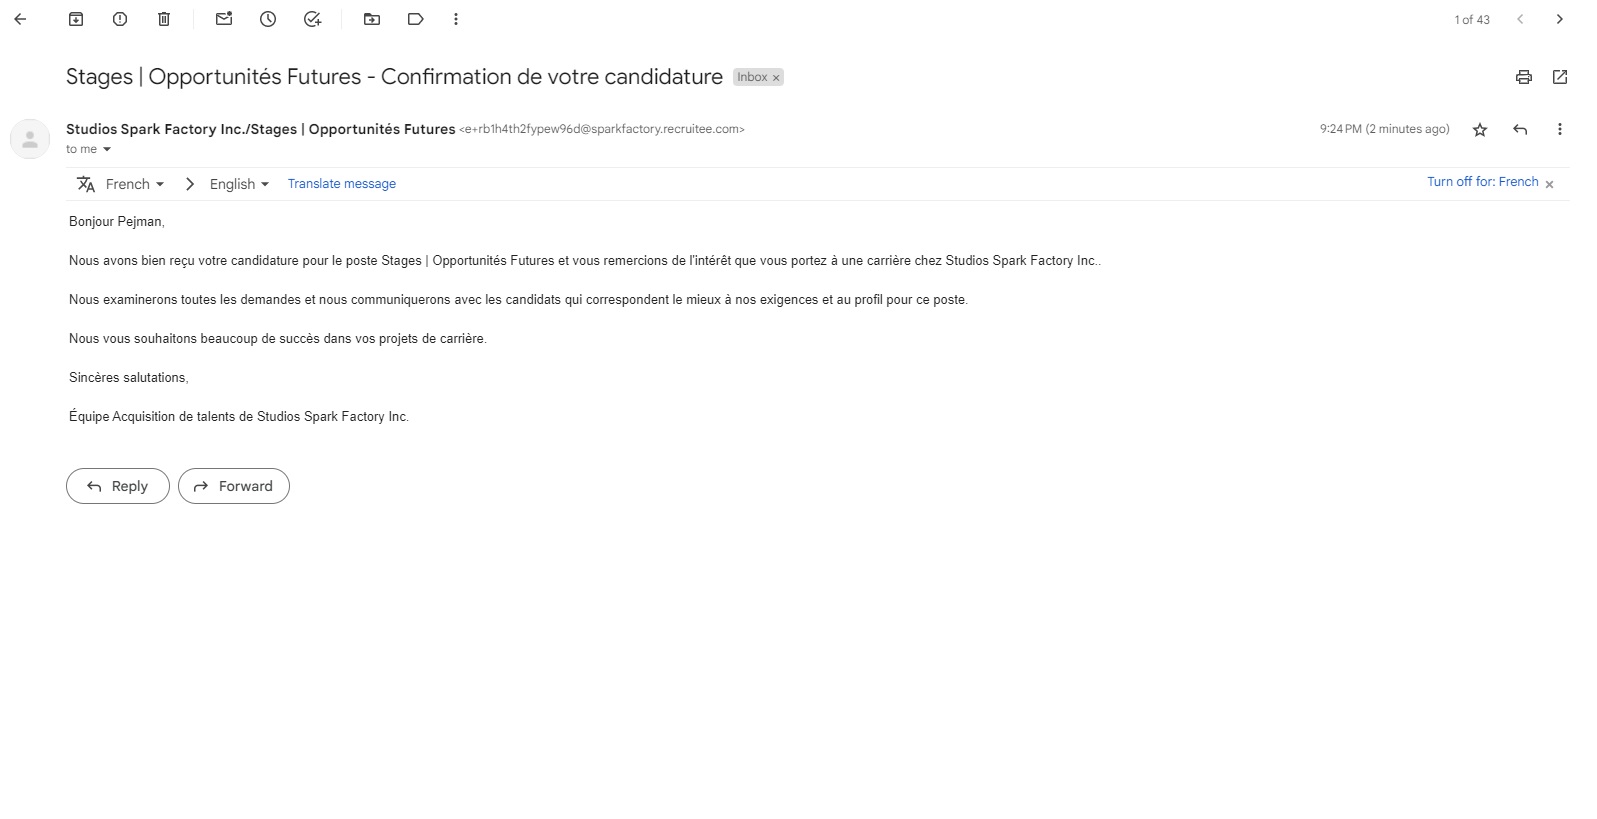 1 of 43
Stages | Opportunités Futures - Confirmation de votre candidature Inbox ×
Studios Spark Factory Inc./Stages | Opportunités Futures <e+rb1h4th2fypew96d@sparkfactory.recruitee.com> 9:24 PM (2 minutes ago)
to me
French > English Translate message Turn off for: French ×
Bonjour Pejman,
Nous avons bien reçu votre candidature pour le poste Stages | Opportunités Futures et vous remercions de l'intérêt que vous portez à une carrière chez Studios Spark Factory Inc..
Nous examinerons toutes les demandes et nous communiquerons avec les candidats qui correspondent le mieux à nos exigences et au profil pour ce poste.
Nous vous souhaitons beaucoup de succès dans vos projets de carrière.
Sincères salutations,
Équipe Acquisition de talents de Studios Spark Factory Inc.
Reply Forward